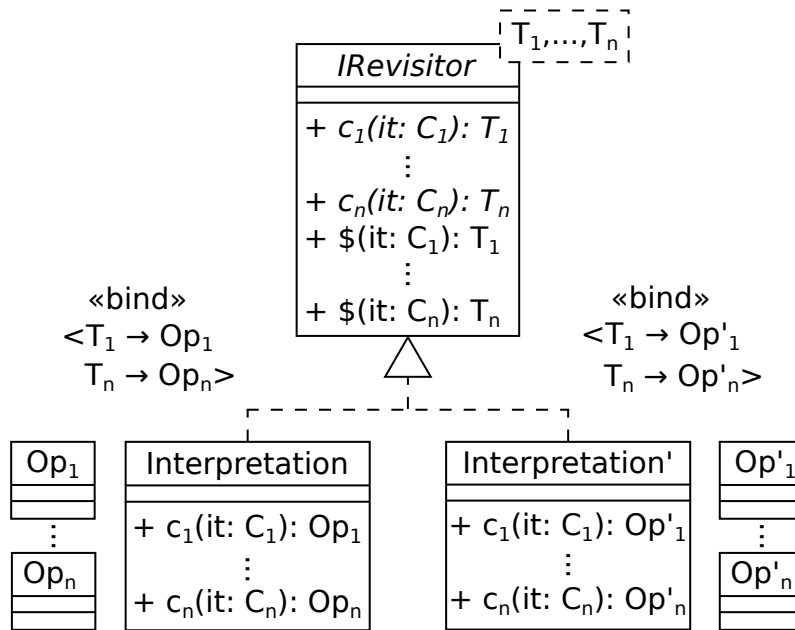 T₁,...,Tₙ
IRevisitor
+ c₁(it: C₁): T₁
⋮
+ cₙ(it: Cₙ): Tₙ
+ $(it: C₁): T₁
⋮
+ $(it: Cₙ): Tₙ
«bind»
<T₁ → Op₁
Tₙ → Opₙ>
«bind»
<T₁ → Op'₁
Tₙ → Op'ₙ>
Op₁
⋮
Opₙ
Interpretation
+ c₁(it: C₁): Op₁
⋮
+ cₙ(it: Cₙ): Opₙ
Interpretation'
+ c₁(it: C₁): Op'₁
⋮
+ cₙ(it: Cₙ): Op'ₙ
Op'₁
⋮
Op'ₙ